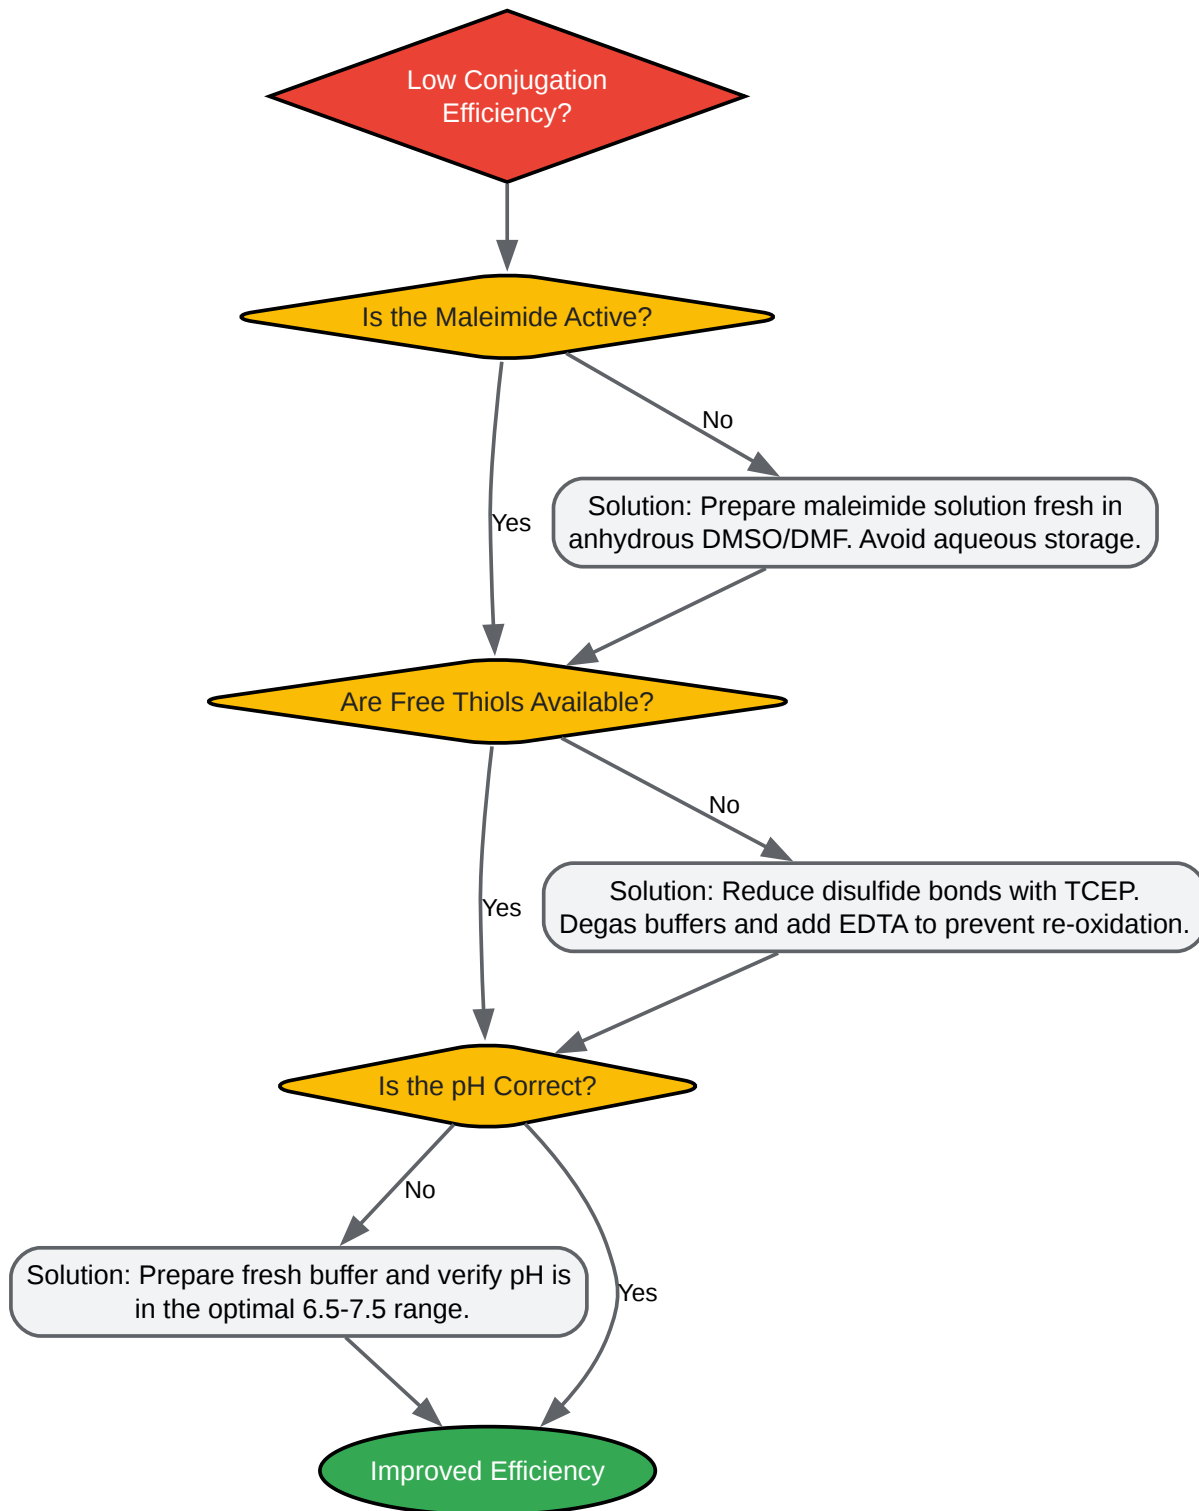 Low Conjugation
Efficiency?
Is the Maleimide Active?
No
Solution: Prepare maleimide solution fresh in
anhydrous DMSO/DMF. Avoid aqueous storage.
Yes
Are Free Thiols Available?
No
Solution: Reduce disulfide bonds with TCEP.
Degas buffers and add EDTA to prevent re-oxidation.
Yes
Is the pH Correct?
No
Solution: Prepare fresh buffer and verify pH is
in the optimal 6.5-7.5 range.
Yes
Improved Efficiency